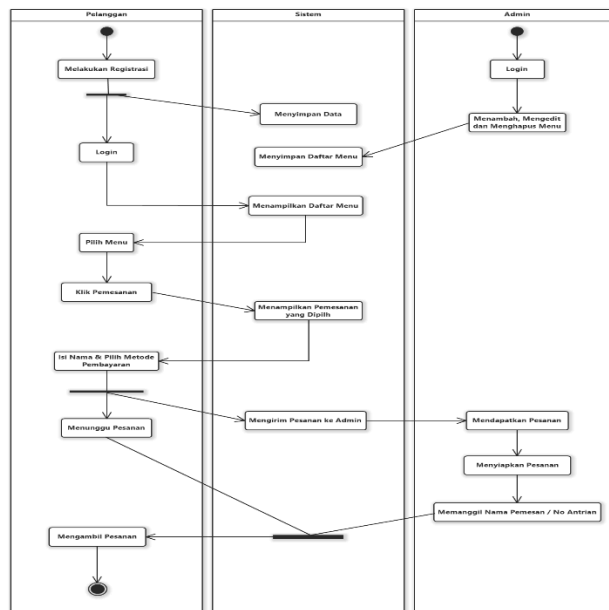 Pelanggan
Sistem
Admin
Melakukan Registrasi
Login
Menyimpan Data
Menambah, Mengedit
dan Menghapus Menu
Login
Menyimpan Daftar Menu
Menampilkan Daftar Menu
Pilih Menu
Klik Pemesanan
Menampilkan Pemesanan
yang Dipilh
Isi Nama & Pilih Metode
Pembayaran
Menunggu Pesanan
Mengirim Pesanan ke Admin
Mendapatkan Pesanan
Menyiapkan Pesanan
Memanggil Nama Pemesan / No Antrian
Mengambil Pesanan